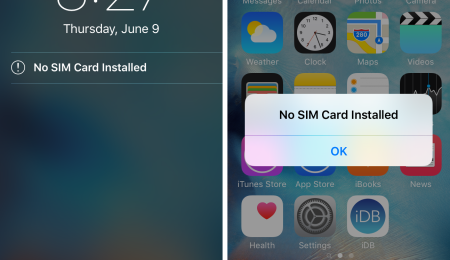 Thursday, June 9
No SIM Card Installed
Messages Calendar Photos Camera
Weather Clock Maps Videos
280
No SIM Card Installed
OK
iTunes Store App Store iBooks News
iDB
Health Settings iDB